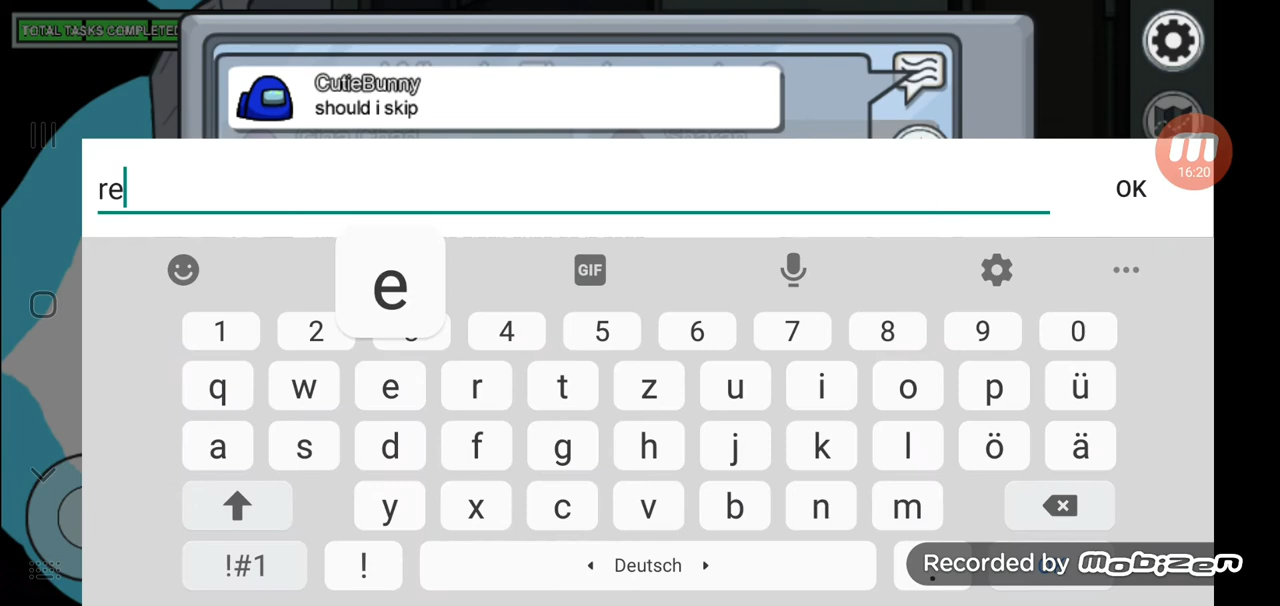 TOTAL TASKS COMPLETED
CutieBunny
should i skip
re
OK
16:20
e
GIF
1 2 4 5 6 7 8 9 0
q w e r t z u i o p ü
a s d f g h j k l ö ä
y x c v b n m
!#1 ! Deutsch
Recorded by mobizen